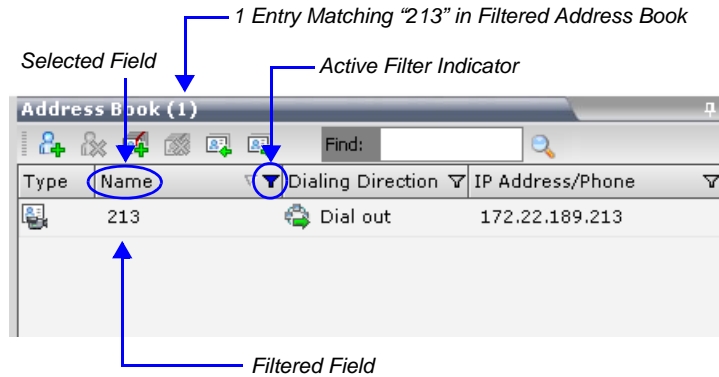 1 Entry Matching “213” in Filtered Address Book
Selected Field
Active Filter Indicator
Address Book (1)
Find:
Type Name Dialing Direction IP Address/Phone
213 Dial out 172.22.189.213
Filtered Field